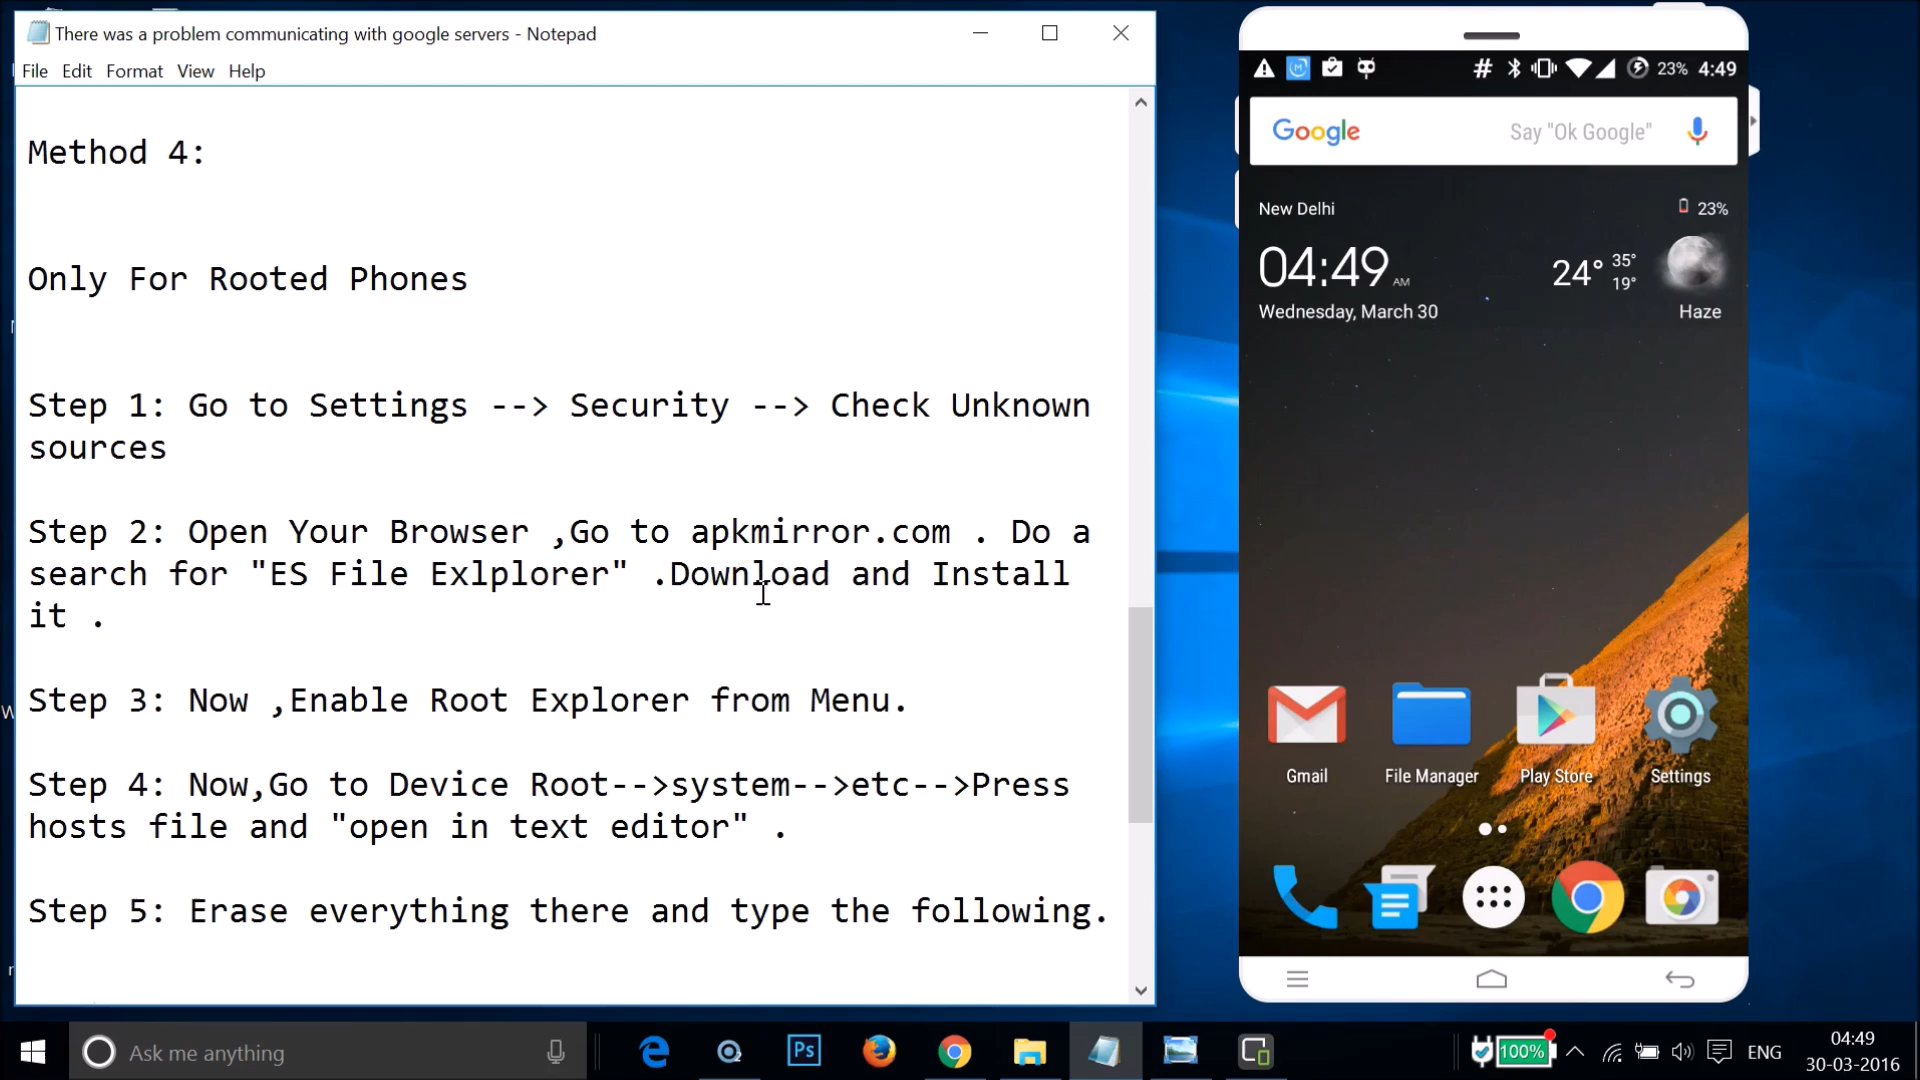 There was a problem communicating with google servers - Notepad
File Edit Format View Help
Method 4:
Only For Rooted Phones
Step 1: Go to Settings --> Security --> Check Unknown
sources
Step 2: Open Your Browser ,Go to apkmirror.com . Do a
search for "ES File Exlplorer" .Download and Install
it .
Step 3: Now ,Enable Root Explorer from Menu.
Step 4: Now,Go to Device Root-->system-->etc-->Press
hosts file and "open in text editor" .
Step 5: Erase everything there and type the following.
23% 4:49
Google Say "Ok Google"
New Delhi 23%
04:49 AM 24° 35° 19°
Wednesday, March 30 Haze
Gmail File Manager Play Store Settings
Ask me anything
Ps
100%
ENG
04:49
30-03-2016